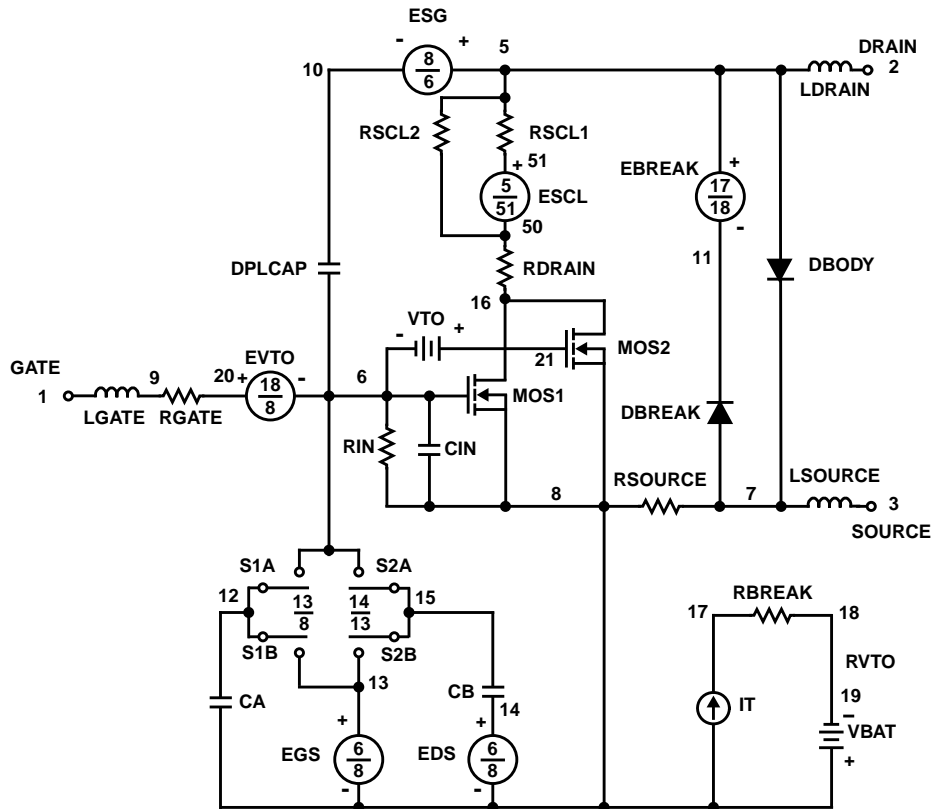 ESG
- +
5
DRAIN
2
10
8
6
LDRAIN
RSCL2
RSCL1
+ 51
5
51
ESCL
50
EBREAK
+
17
18
-
11
DPLCAP
RDRAIN
DBODY
16
- VTO +
21
MOS2
GATE
1
9
20
EVTO
+ -
18
8
6
MOS1
LGATE
RGATE
DBREAK
RIN
CIN
LSOURCE
RSOURCE
8
7
3
SOURCE
S1A
S2A
12
13
8
14
13
15
S1B
S2B
13
RBREAK
17
18
RVTO
19
CA
CB
14
IT
-
VBAT
+
+
+
EGS
6
8
EDS
6
8
-
-